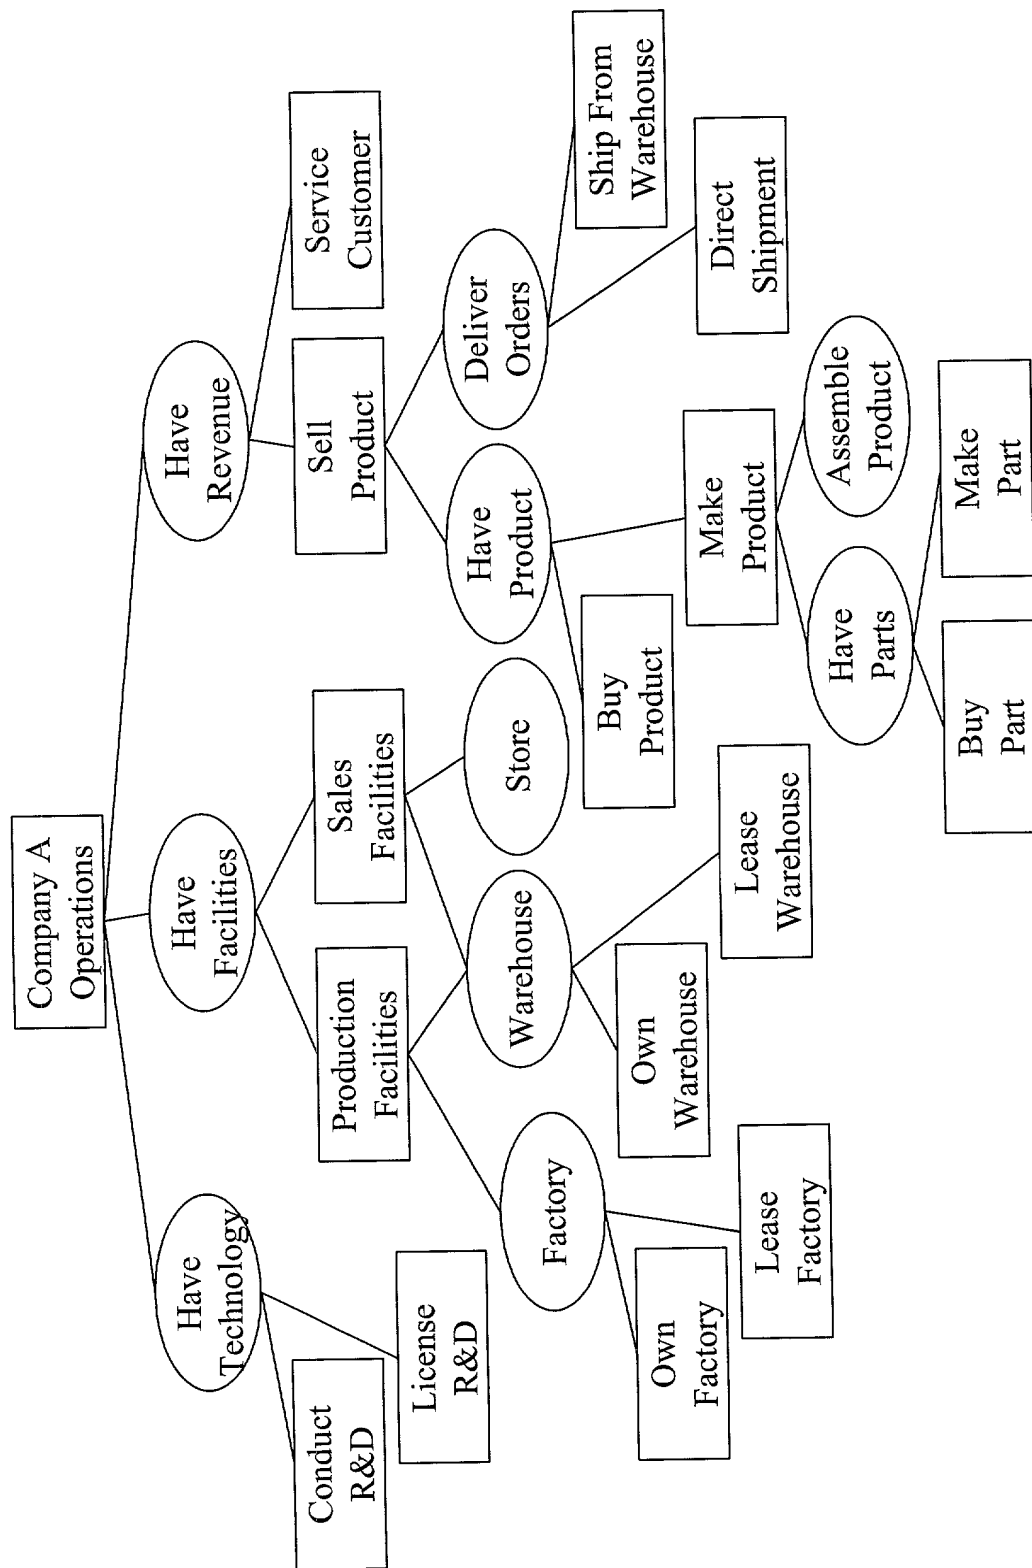 Company A
Operations
Have
Technology
Have
Facilities
Have
Revenue
Conduct
R&D
License
R&D
Production
Facilities
Sales
Facilities
Sell
Product
Service
Customer
Factory
Warehouse
Store
Have
Product
Deliver
Orders
Own
Factory
Lease
Factory
Own
Warehouse
Lease
Warehouse
Buy
Product
Make
Product
Direct
Shipment
Ship From
Warehouse
Have
Parts
Assemble
Product
Buy
Part
Make
Part